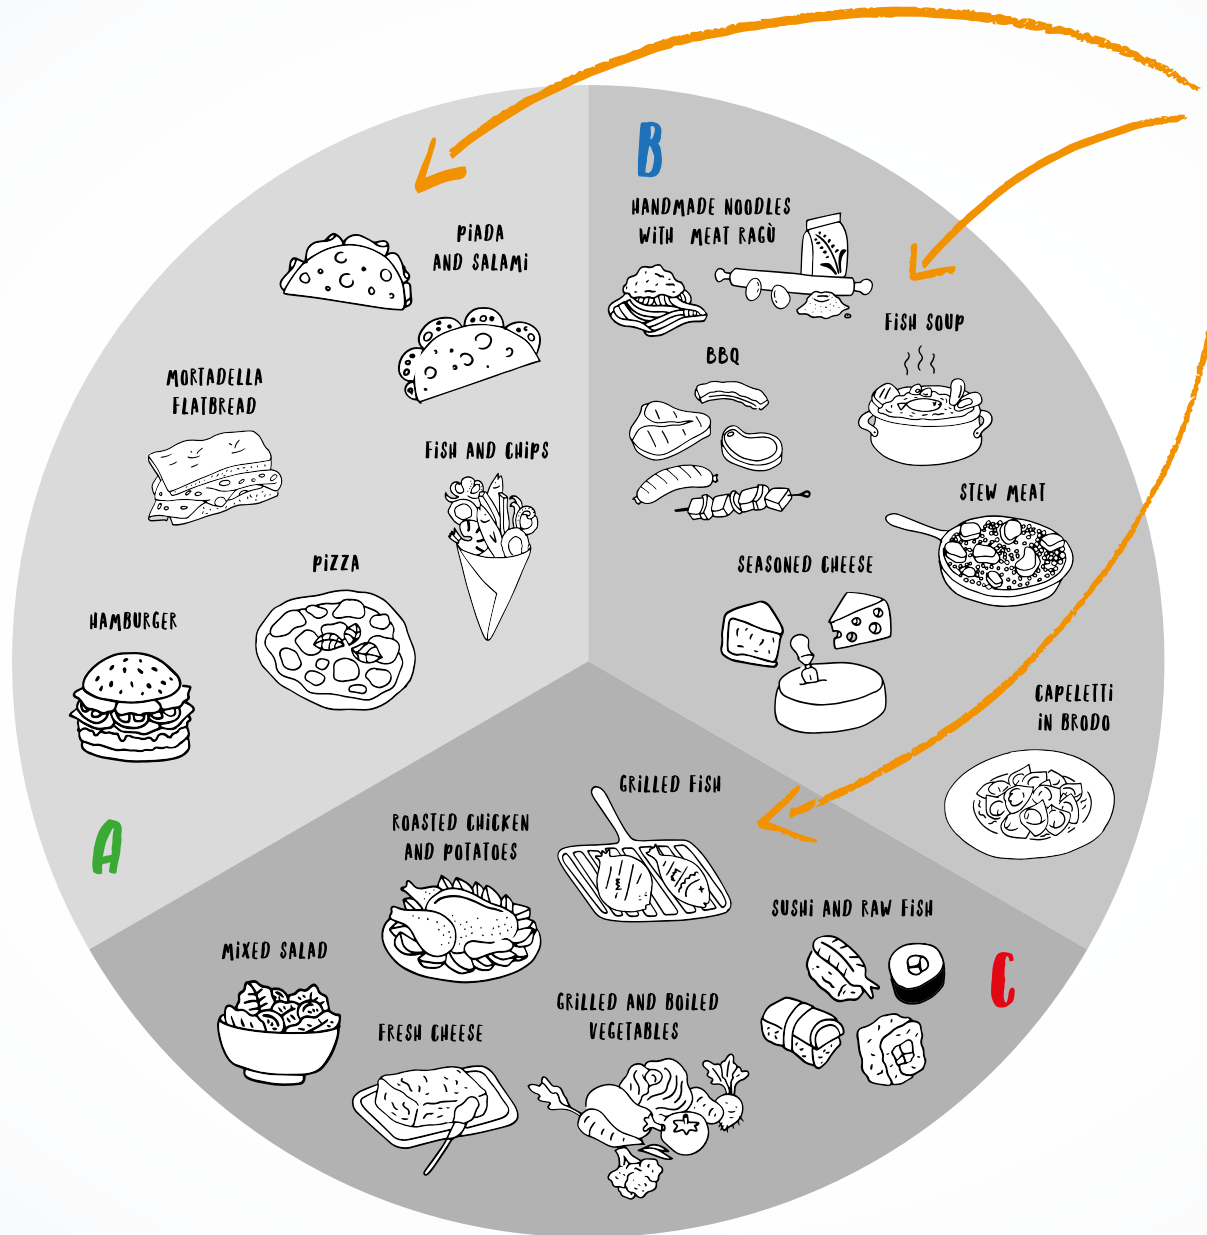 PiADA
AND SALAMi
MORTADELLA
FLATBREAD
FiSH AND CHiPS
PiZZA
HAMBURGER
A
B
HANDMADE NOODLES
WiTH MEAT RAGÙ
FiSH SOUP
BBQ
STEW MEAT
SEASONED CHEESE
CAPELETTi
iN BRODO
GRiLLED FiSH
ROASTED CHiCKEN
AND POTATOES
SUSHi AND RAW FiSH
MiXED SALAD
C
GRiLLED AND BOiLED
VEGETABLES
FRESH CHEESE